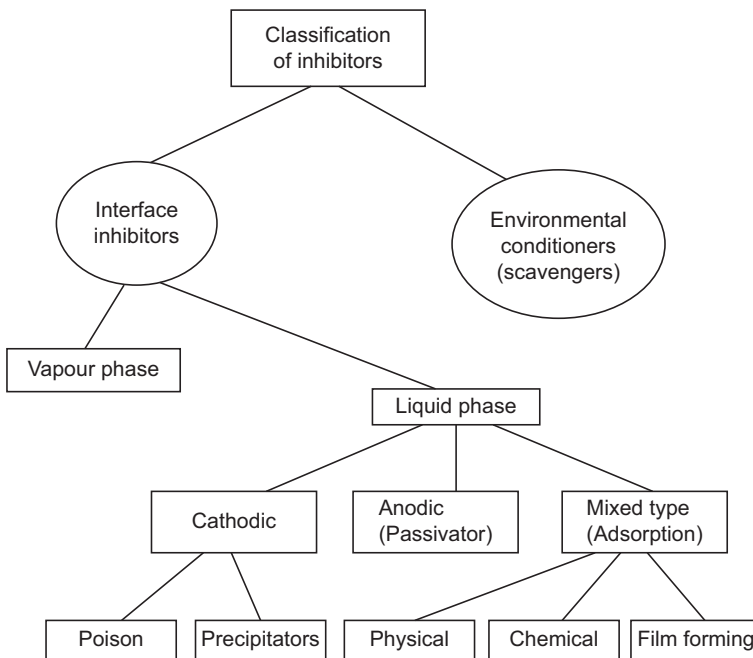 Classification
of inhibitors
Interface
inhibitors
Environmental
conditioners
(scavengers)
Vapour phase
Liquid phase
Cathodic
Anodic
(Passivator)
Mixed type
(Adsorption)
Poison
Precipitators
Physical
Chemical
Film forming